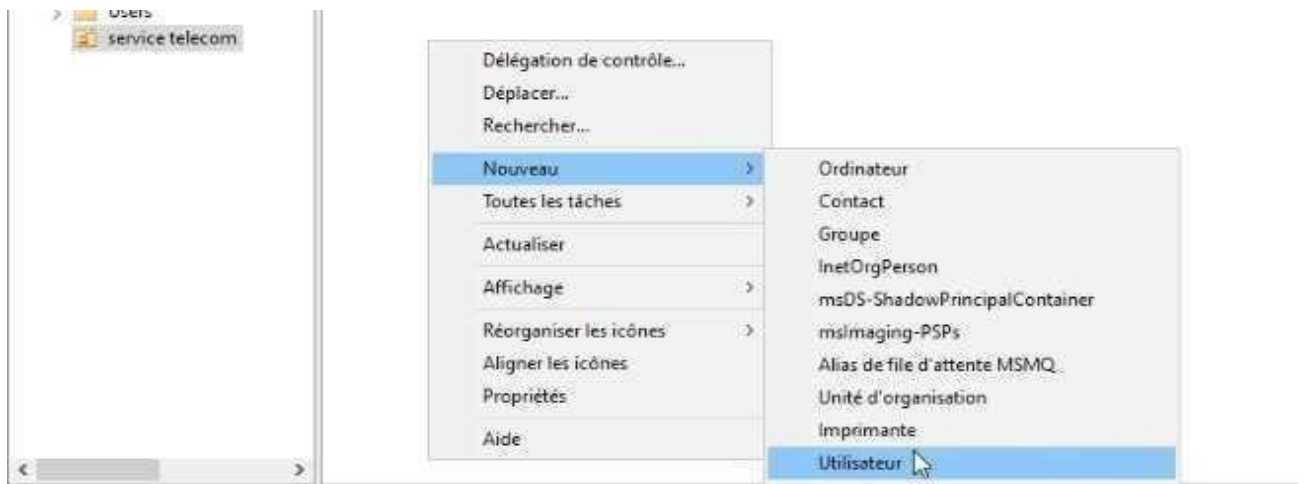 Users
service telecom
Délégation de contrôle...
Déplacer...
Rechercher...
Nouveau
Toutes les tâches
Actualiser
Affichage
Réorganiser les icônes
Aligner les icônes
Propriétés
Aide
Ordinateur
Contact
Groupe
InetOrgPerson
msDS-ShadowPrincipalContainer
msImaging-PSPs
Alias de file d'attente MSMQ
Unité d'organisation
Imprimante
Utilisateur